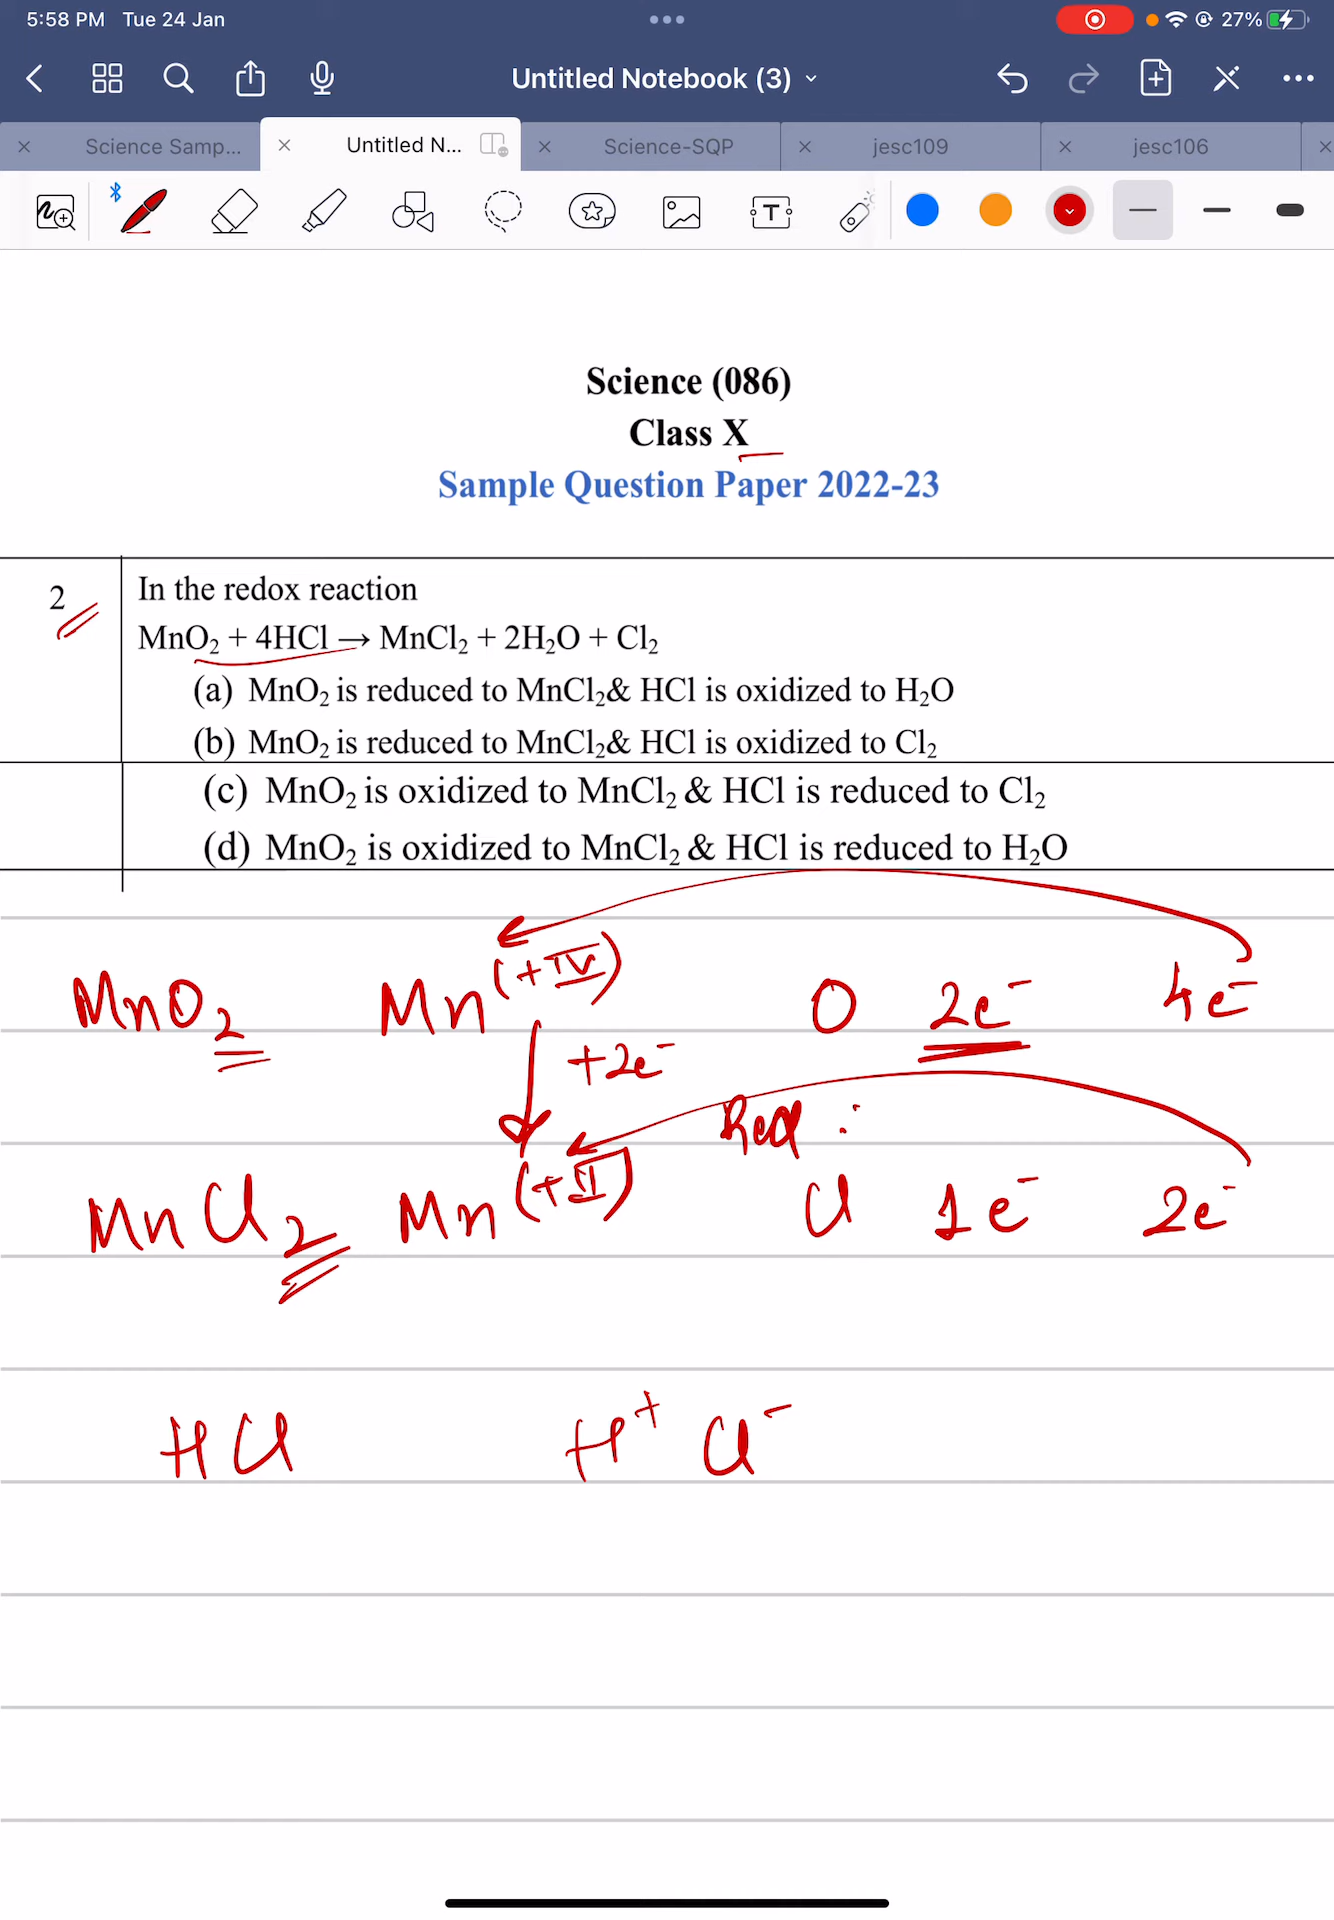 5:58 PM Tue 24 Jan
27%
Untitled Notebook (3)
Science Samp...
Untitled N...
Science-SQP
jesc109
jesc106
T
Science (086)
Class X
Sample Question Paper 2022-23
2 In the redox reaction
MnO₂ + 4HCl → MnCl₂ + 2H₂O + Cl₂
(a) MnO₂ is reduced to MnCl₂& HCl is oxidized to H₂O
(b) MnO₂ is reduced to MnCl₂& HCl is oxidized to Cl₂
(c) MnO₂ is oxidized to MnCl₂ & HCl is reduced to Cl₂
(d) MnO₂ is oxidized to MnCl₂ & HCl is reduced to H₂O
MnO₂ Mn(+IV) O 2e⁻ 4e⁻
+2e⁻
Red :
MnCl₂ Mn(+II) Cl 1e⁻ 2e⁻
HCl H⁺ Cl⁻